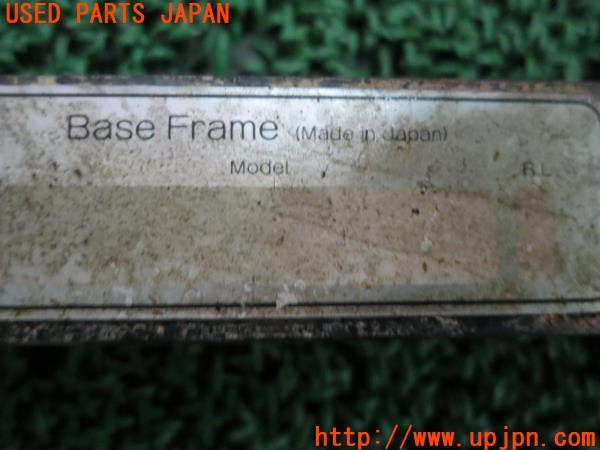 USED PARTS JAPAN
Base Frame (Made in Japan)
Model R.L
http://www.upjpn.com/